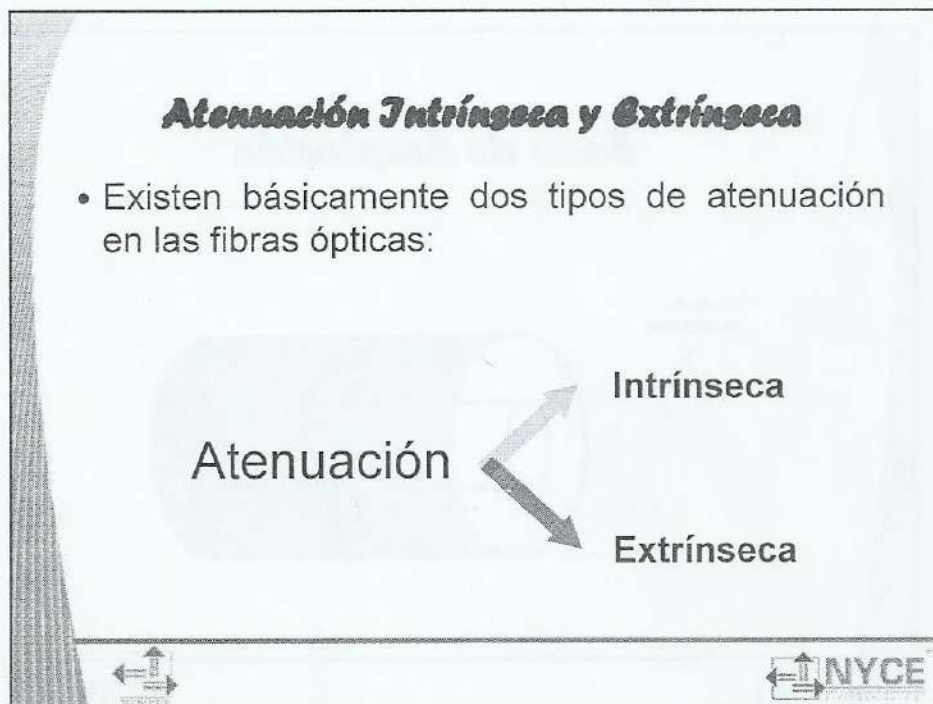 Atenuación Intrínseca y Extrínseca
• Existen básicamente dos tipos de atenuación
en las fibras ópticas:
Intrínseca
Atenuación
Extrínseca
NYCE